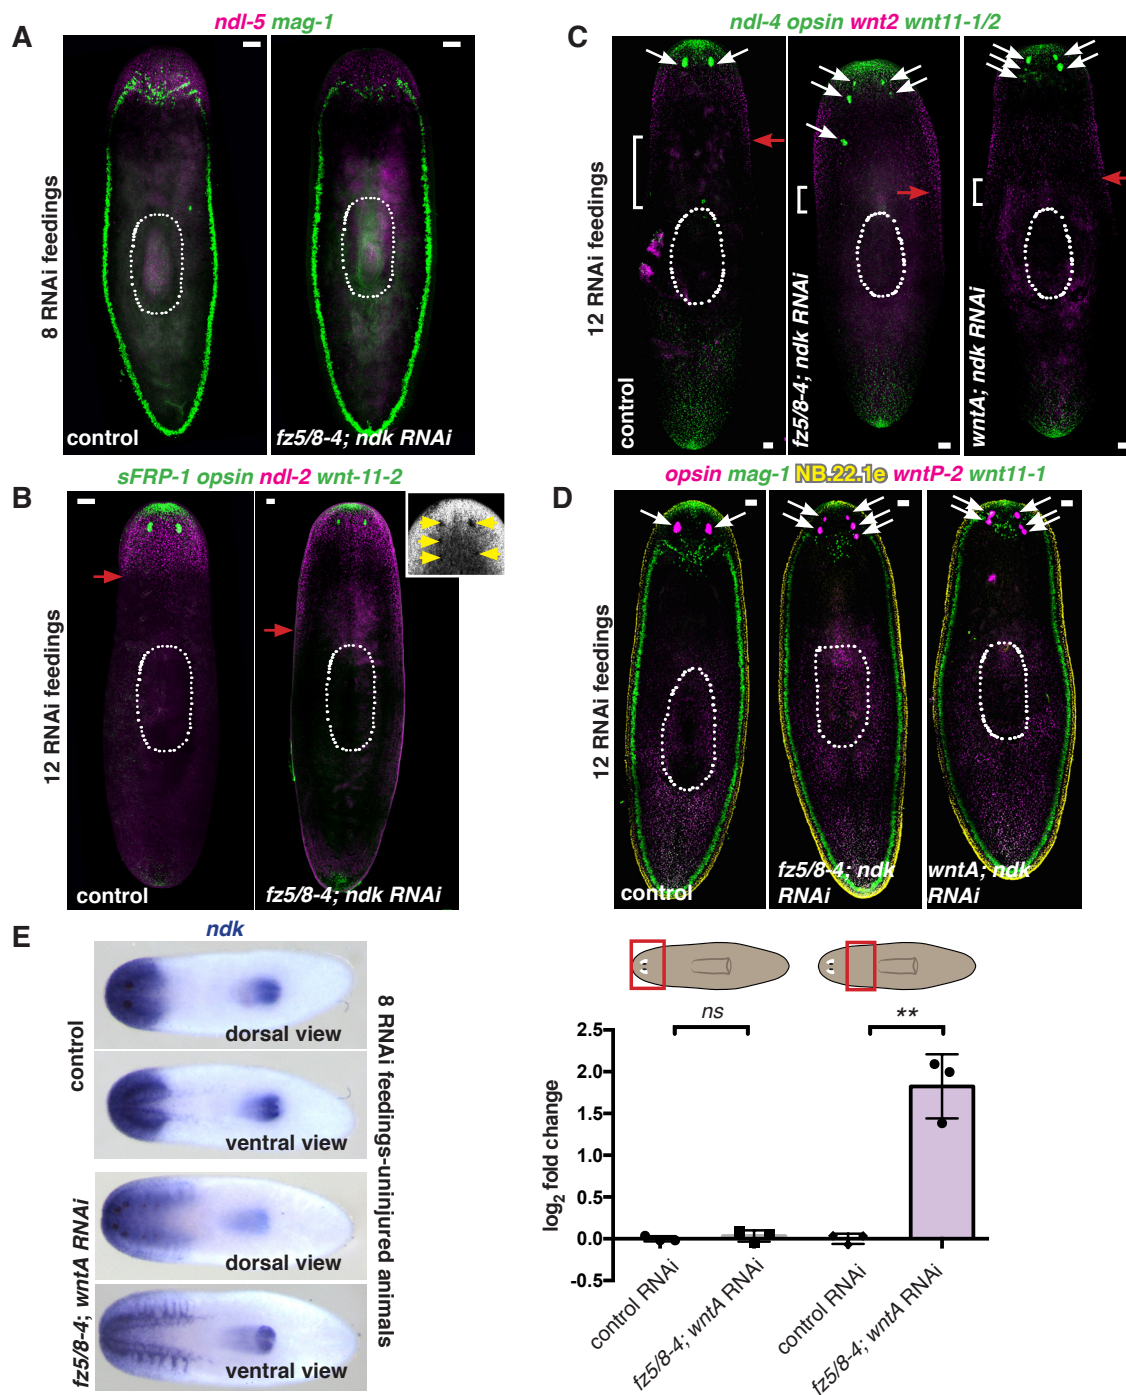 A
ndl-5 mag-1
8 RNAi feedings
control
fz5/8-4; ndk RNAi
B
sFRP-1 opsin ndl-2 wnt-11-2
12 RNAi feedings
control
fz5/8-4; ndk RNAi
C
ndl-4 opsin wnt2 wnt11-1/2
12 RNAi feedings
control
fz5/8-4; ndk RNAi
wntA; ndk RNAi
D
opsin mag-1 NB.22.1e wntP-2 wnt11-1
12 RNAi feedings
control
fz5/8-4; ndk
RNAi
wntA; ndk
RNAi
E
ndk
control
dorsal view
ventral view
fz5/8-4; wntA RNAi
dorsal view
ventral view
8 RNAi feedings-uninjured animals
ns
**
log2 fold change
2.5
2.0
1.5
1.0
0.5
0.0
-0.5
control RNAi
fz5/8-4; wntA RNAi
control RNAi
fz5/8-4; wntA RNAi